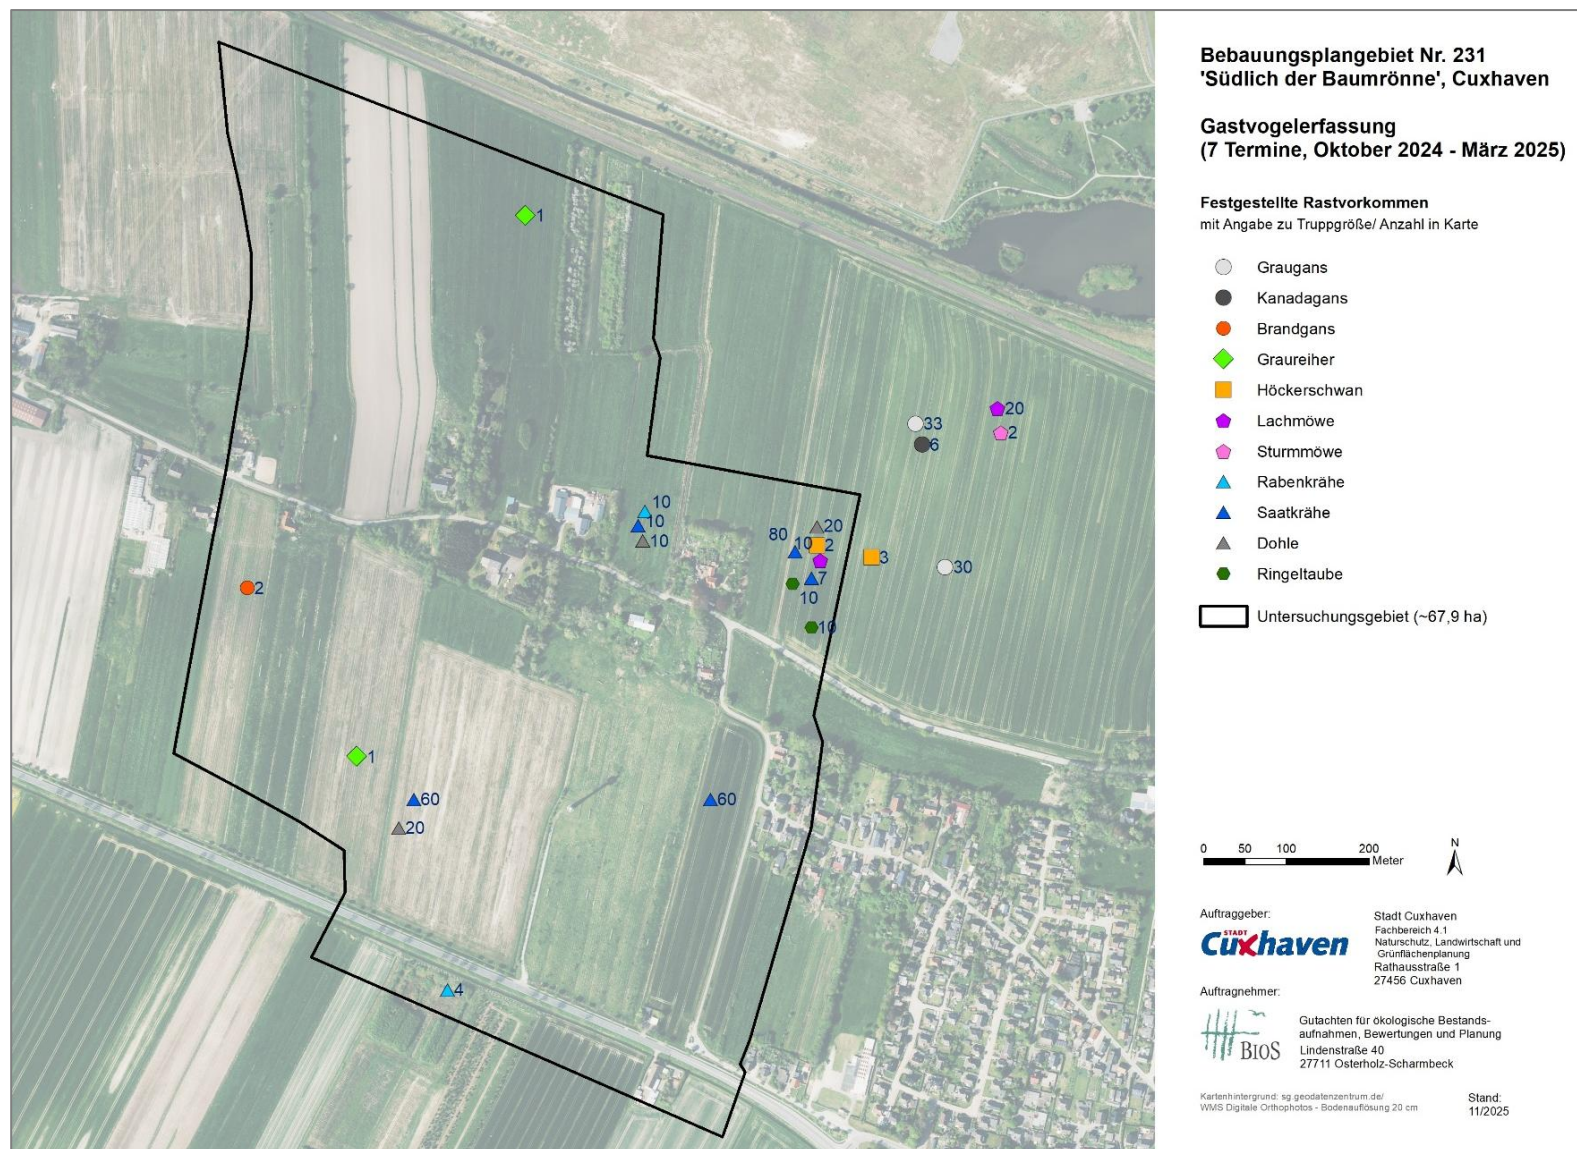 Bebauungsplangebiet Nr. 231
'Südlich der Baumrönne', Cuxhaven
Gastvogelerfassung
(7 Termine, Oktober 2024 - März 2025)
Festgestellte Rastvorkommen
mit Angabe zu Truppgröße/ Anzahl in Karte
Graugans
Kanadagans
Brandgans
Graureiher
Höckerschwan
Lachmöwe
Sturmmöwe
Rabenkrähe
Saatkrähe
Dohle
Ringeltaube
Untersuchungsgebiet (~67,9 ha)
1
20
33
2
6
10
10
10
20
80
10
2
3
30
7
10
10
2
1
60
60
20
4
0 50 100 200
Meter
N
Auftraggeber:
STADT
Cuxhaven
Stadt Cuxhaven
Fachbereich 4.1
Naturschutz, Landwirtschaft und
Grünflächenplanung
Rathausstraße 1
27456 Cuxhaven
Auftragnehmer:
BIOS
Gutachten für ökologische Bestands-
aufnahmen, Bewertungen und Planung
Lindenstraße 40
27711 Osterholz-Scharmbeck
Kartenhintergrund: sg.geodatenzentrum.de/
WMS Digitale Orthophotos - Bodenauflösung 20 cm
Stand:
11/2025